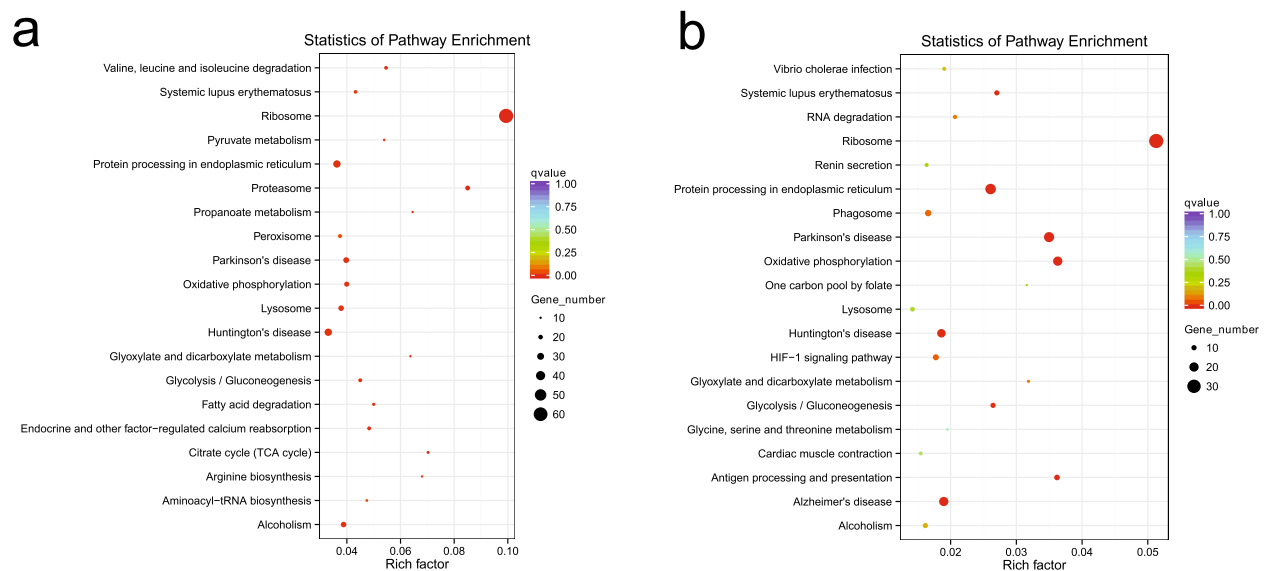 a
Statistics of Pathway Enrichment
Valine, leucine and isoleucine degradation
Systemic lupus erythematosus
Ribosome
Pyruvate metabolism
Protein processing in endoplasmic reticulum
Proteasome
Propanoate metabolism
Peroxisome
Parkinson's disease
Oxidative phosphorylation
Lysosome
Huntington's disease
Glyoxylate and dicarboxylate metabolism
Glycolysis / Gluconeogenesis
Fatty acid degradation
Endocrine and other factor−regulated calcium reabsorption
Citrate cycle (TCA cycle)
Arginine biosynthesis
Aminoacyl−tRNA biosynthesis
Alcoholism
0.04 0.06 0.08 0.10
Rich factor
qvalue
1.00
0.75
0.50
0.25
0.00
Gene_number
10
20
30
40
50
60
b
Statistics of Pathway Enrichment
Vibrio cholerae infection
Systemic lupus erythematosus
RNA degradation
Ribosome
Renin secretion
Protein processing in endoplasmic reticulum
Phagosome
Parkinson's disease
Oxidative phosphorylation
One carbon pool by folate
Lysosome
Huntington's disease
HIF−1 signaling pathway
Glyoxylate and dicarboxylate metabolism
Glycolysis / Gluconeogenesis
Glycine, serine and threonine metabolism
Cardiac muscle contraction
Antigen processing and presentation
Alzheimer's disease
Alcoholism
0.02 0.03 0.04 0.05
Rich factor
qvalue
1.00
0.75
0.50
0.25
0.00
Gene_number
10
20
30